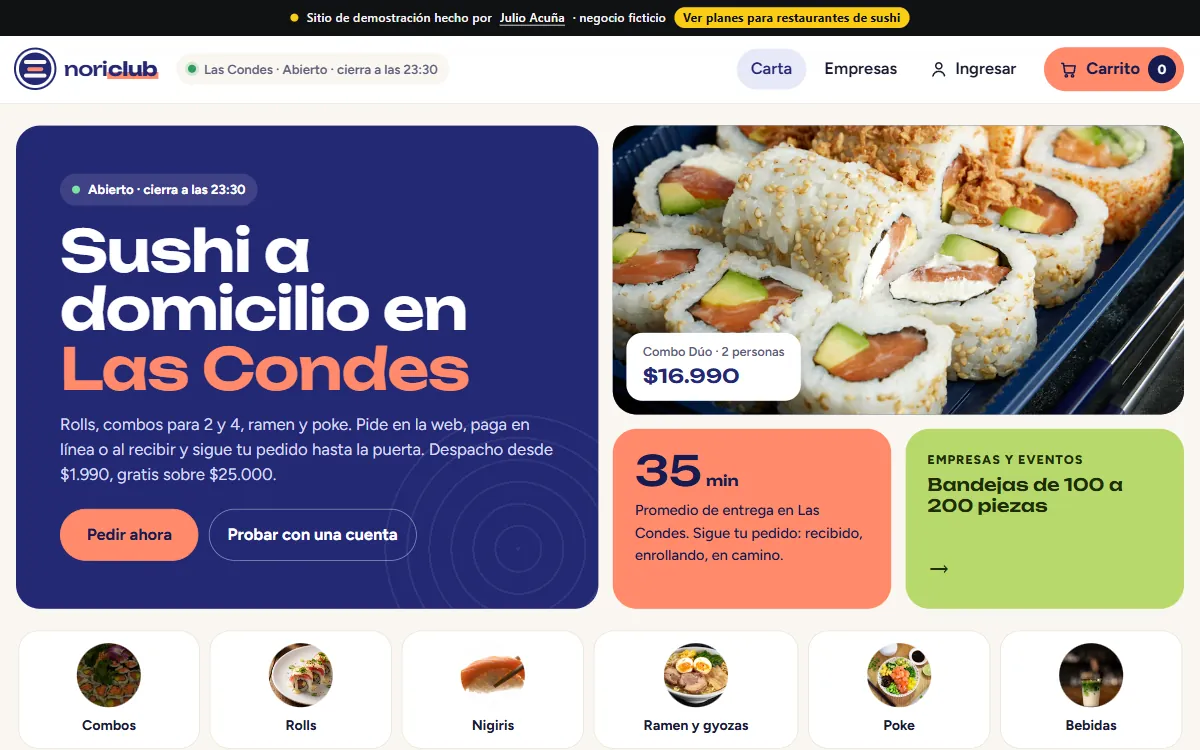 Sitio de demostración hecho por Julio Acuña · negocio ficticio Ver planes para restaurantes de sushi
noriclub
Las Condes · Abierto · cierra a las 23:30
Carta
Empresas
Ingresar
Carrito 0
Abierto · cierra a las 23:30
Sushi a
domicilio en
Las Condes
Rolls, combos para 2 y 4, ramen y poke. Pide en la web, paga en
línea o al recibir y sigue tu pedido hasta la puerta. Despacho desde
$1.990, gratis sobre $25.000.
Pedir ahora
Probar con una cuenta
Combo Dúo · 2 personas
$16.990
35 min
Promedio de entrega en Las
Condes. Sigue tu pedido: recibido,
enrollando, en camino.
EMPRESAS Y EVENTOS
Bandejas de 100 a
200 piezas
→
Combos
Rolls
Nigiris
Ramen y gyozas
Poke
Bebidas